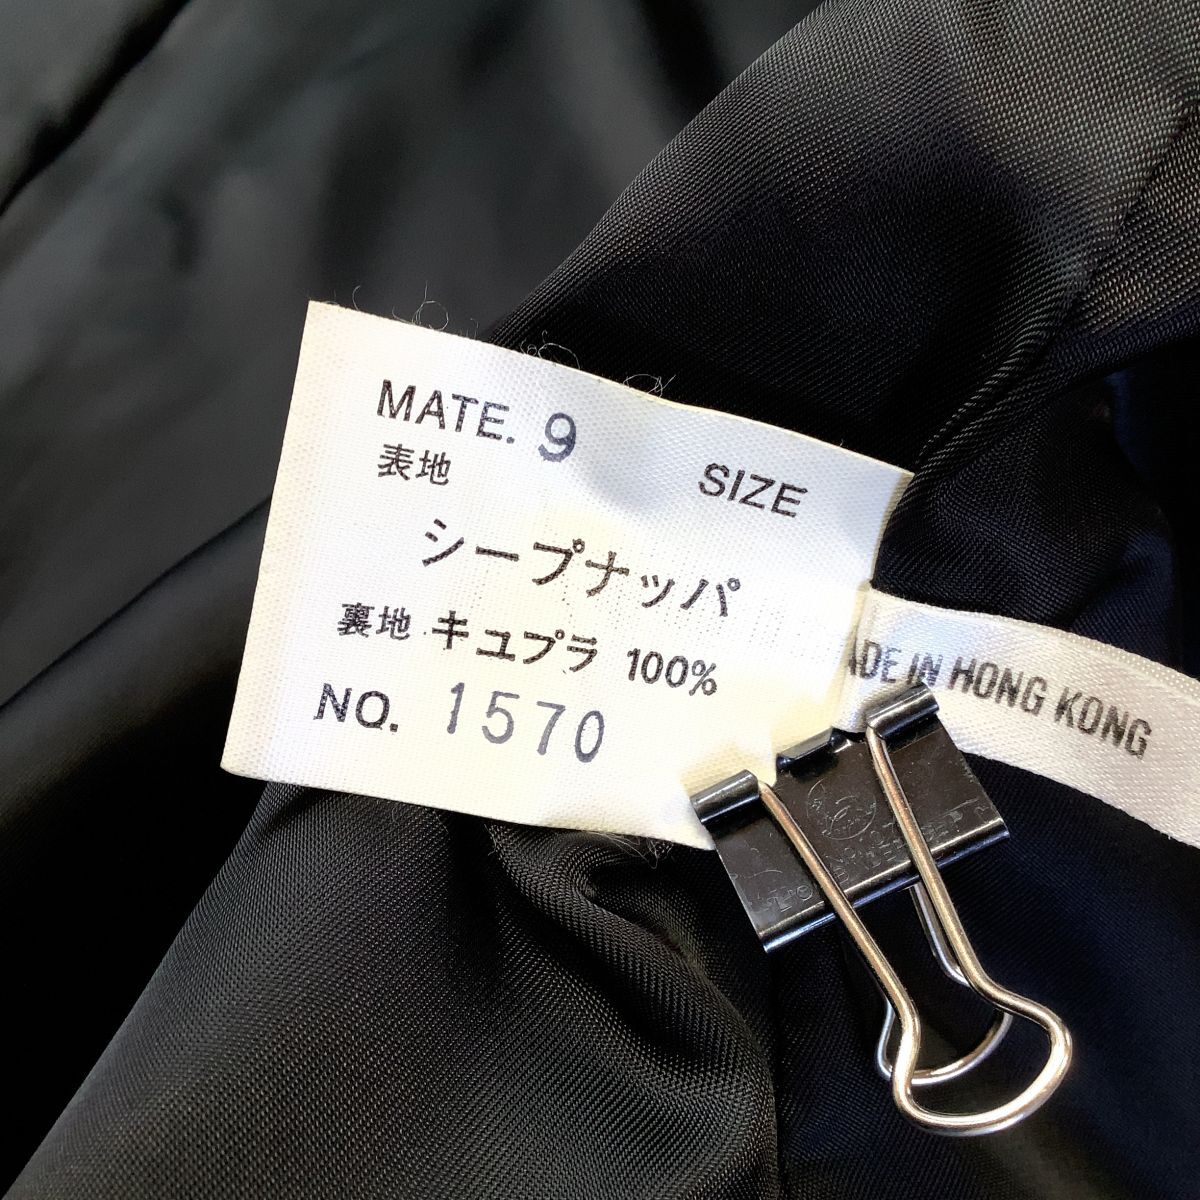 MATE. 9 SIZE
表地
シープナッパ
裏地 キュプラ 100%
NO. 1570
MADE IN HONG KONG